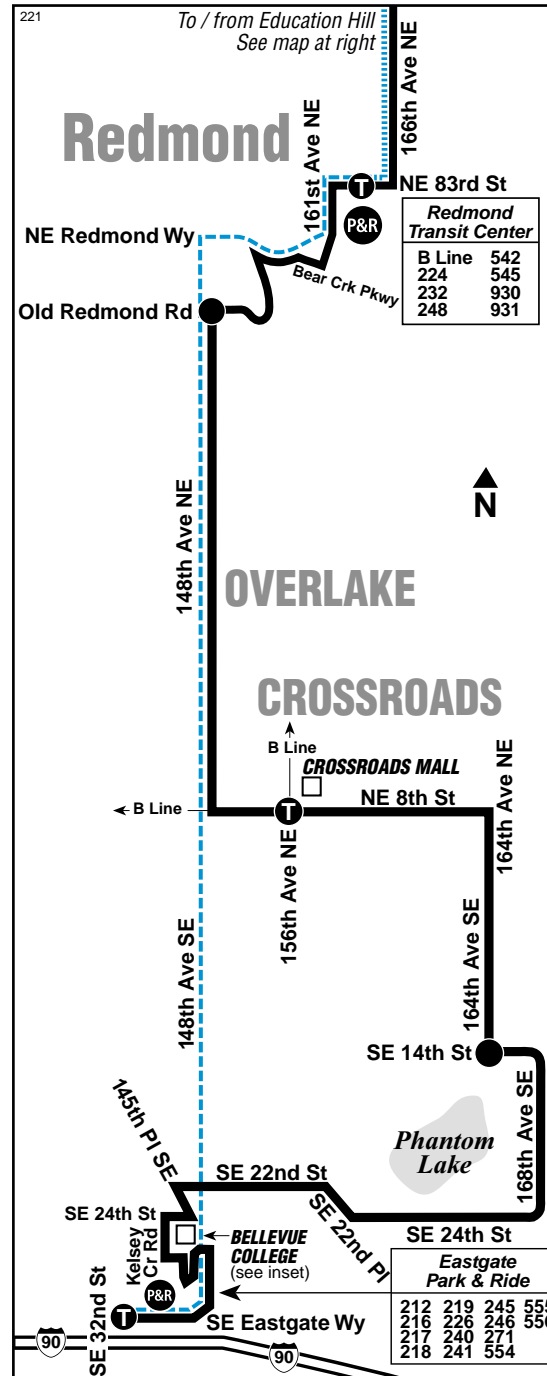 221
To / from Education Hill
See map at right
166th Ave NE
Redmond
161st Ave NE
T
NE 83rd St
P&R
NE Redmond Wy
Redmond
Transit Center
B Line 542
224 545
232 930
248 931
Bear Crk Pkwy
Old Redmond Rd
N
148th Ave NE
OVERLAKE
CROSSROADS
B Line
CROSSROADS MALL
B Line
T
NE 8th St
164th Ave NE
156th Ave NE
148th Ave SE
164th Ave SE
SE 14th St
168th Ave SE
145th Pl SE
Phantom
Lake
SE 22nd St
SE 22nd Pl
SE 24th St
SE 24th St
Kelsey
Cr Rd
BELLEVUE
COLLEGE
(see inset)
P&R
Eastgate
Park & Ride
212 219 245 555
216 226 246 556
217 240 271
218 241 554
T
SE Eastgate Wy
SE 32nd St
90
90